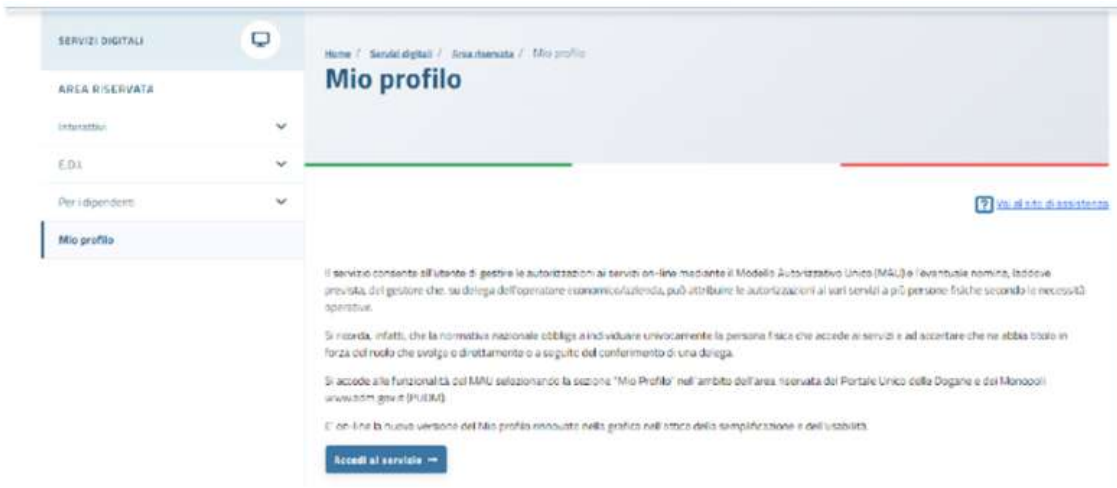 SERVIZI DIGITALI
AREA RISERVATA
Interattivi
E.D.I.
Per i dipendenti
Mio profilo
Home / Servizi digitali / Area riservata / Mio profilo
Mio profilo
? Vai al sito di assistenza
Il servizio consente all'utente di gestire le autorizzazioni ai servizi on-line mediante il Modello Autorizzativo Unico (MAU) e l'eventuale nomina, laddove
prevista, del gestore che, su delega dell'operatore economico/azienda, può attribuire le autorizzazioni ai vari servizi a più persone fisiche secondo le necessità
operative.
Si ricorda, infatti, che la normativa nazionale obbliga a individuare univocamente la persona fisica che accede ai servizi e ad accertare che ne abbia titolo in
forza del ruolo che svolge o direttamente o a seguito del conferimento di una delega.
Si accede alle funzionalità del MAU selezionando la sezione "Mio Profilo" nell'ambito dell'area riservata del Portale Unico delle Dogane e dei Monopoli
www.adm.gov.it (PUDM).
E' on-line la nuova versione del Mio profilo rinnovata nella grafica nell'ottica della semplificazione e dell'usabilità.
Accedi al servizio →